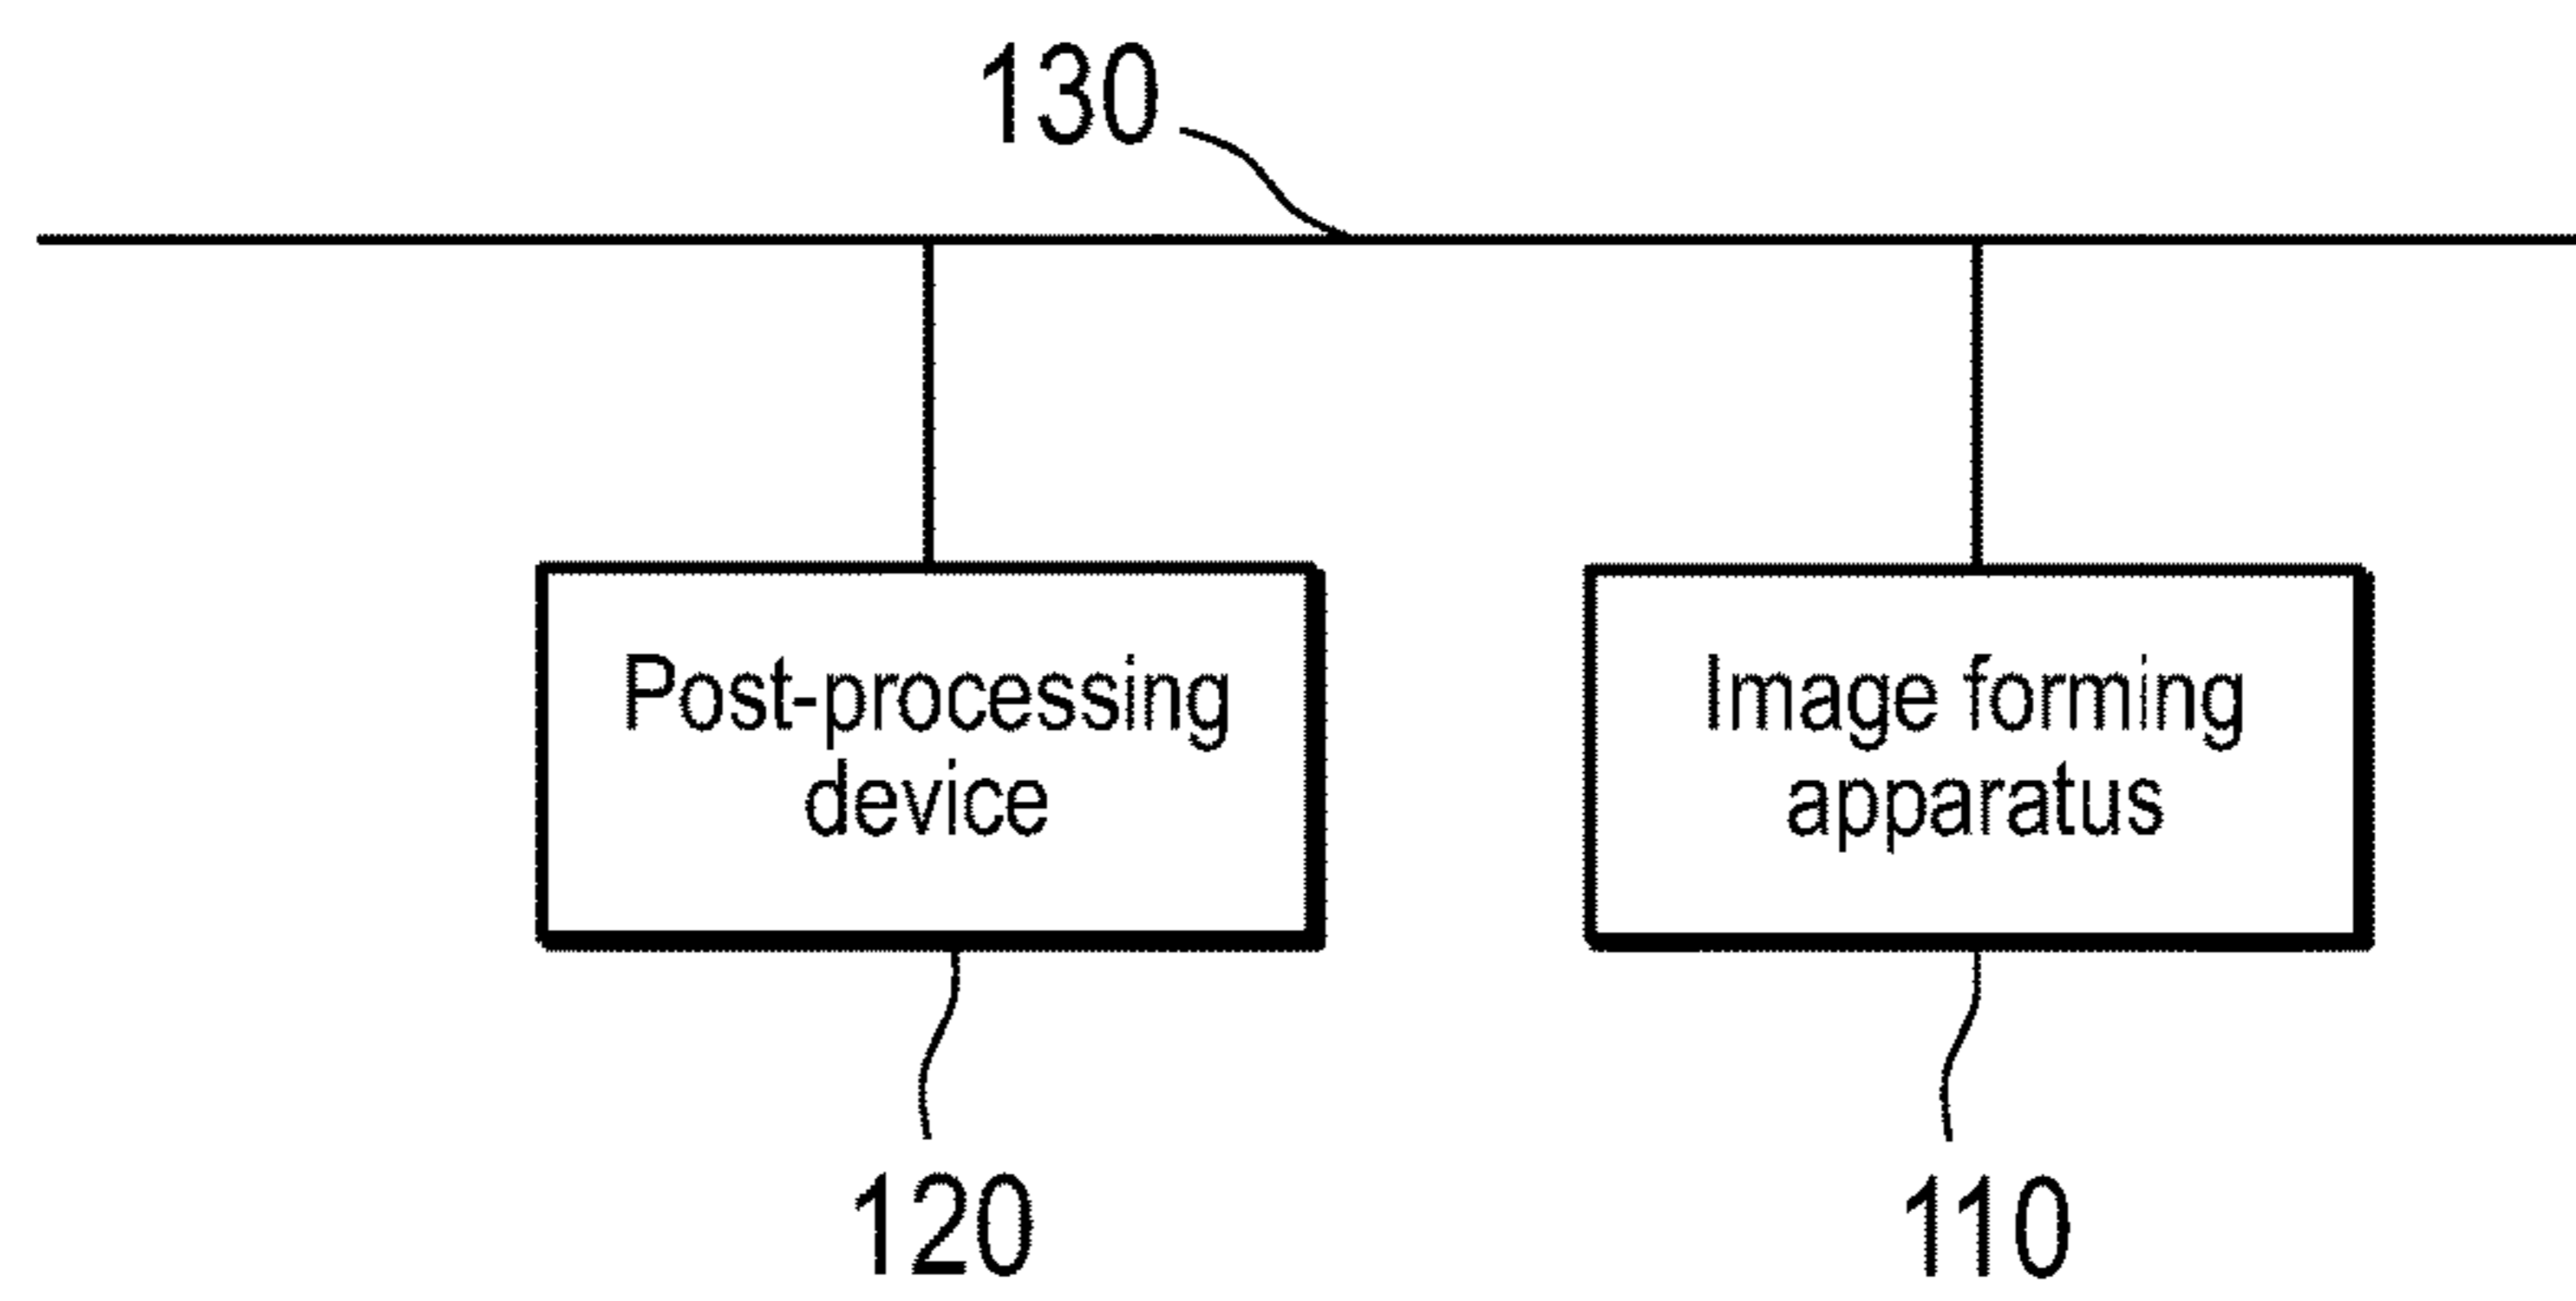 130
Post-processing
device
Image forming
apparatus
120
110